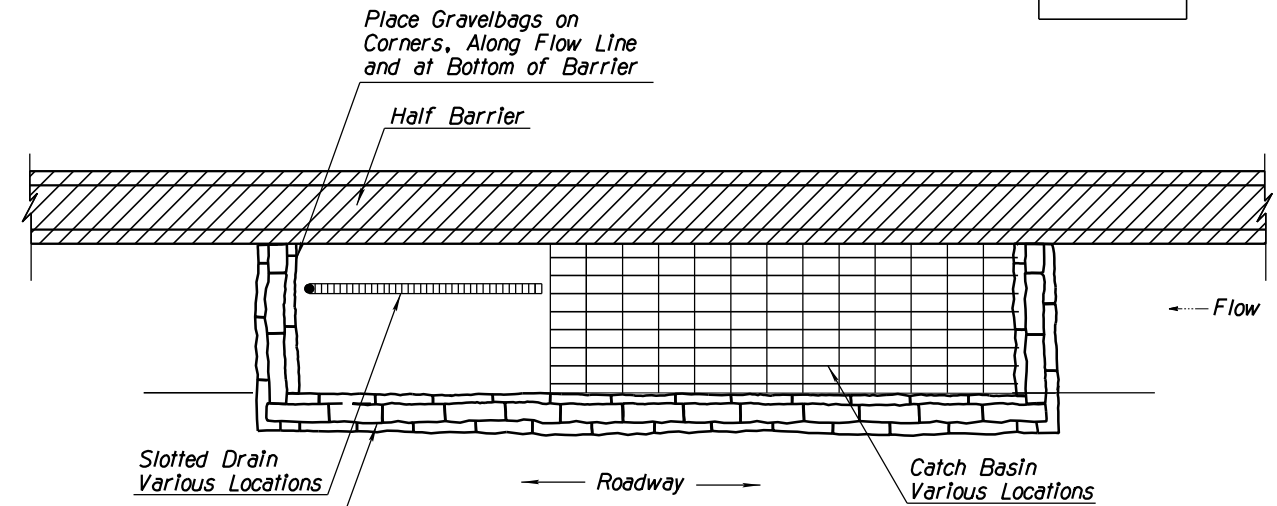 Place Gravelbags on
Corners, Along Flow Line
and at Bottom of Barrier
Half Barrier
Flow
Slotted Drain
Various Locations
Roadway
Catch Basin
Various Locations